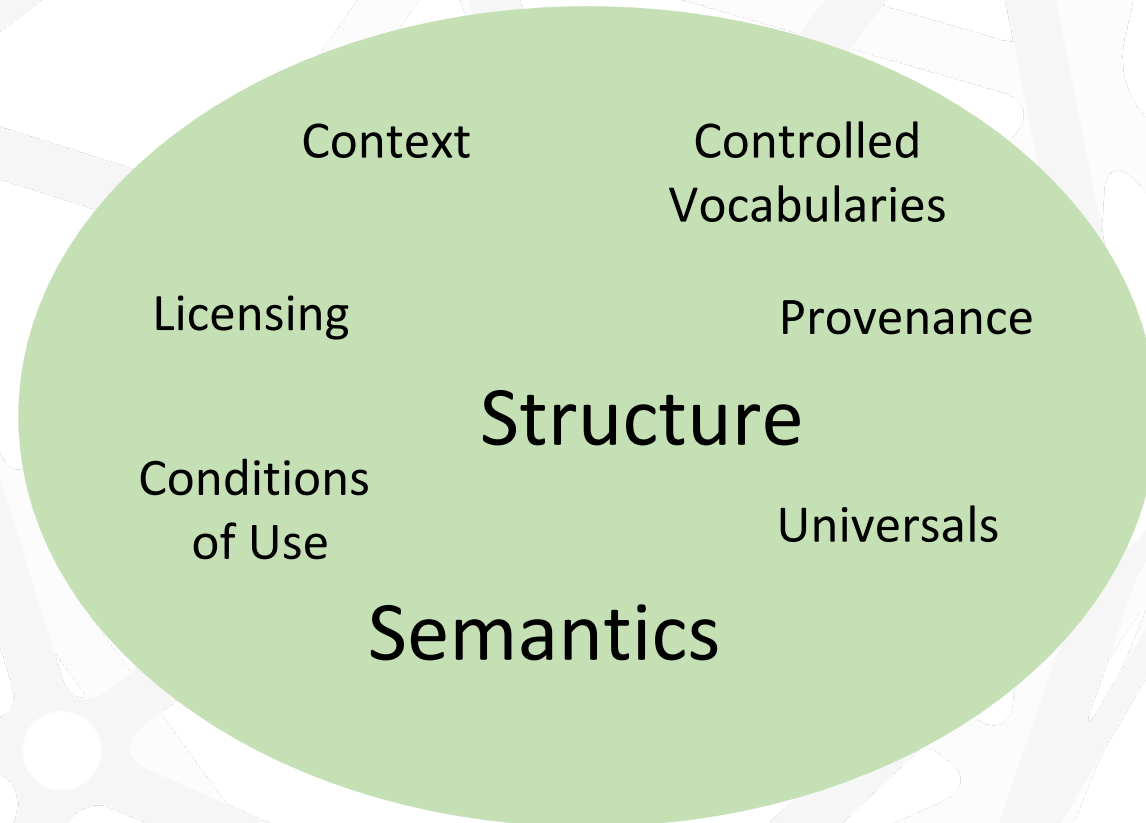 Context
Controlled
Vocabularies
Licensing
Provenance
Structure
Conditions
of Use
Universals
Semantics